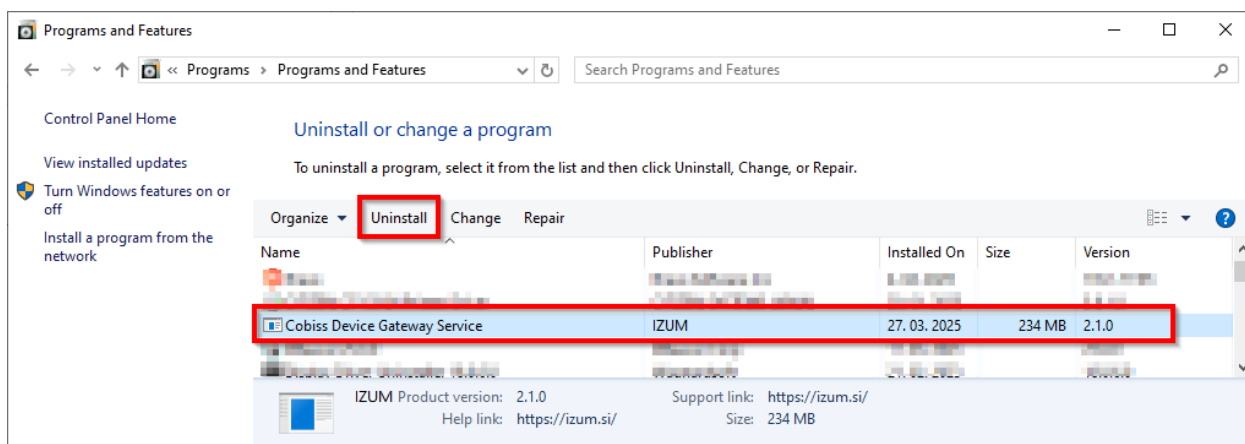 Programs and Features
« Programs > Programs and Features
Search Programs and Features
Control Panel Home
View installed updates
Turn Windows features on or
off
Install a program from the
network
Uninstall or change a program
To uninstall a program, select it from the list and then click Uninstall, Change, or Repair.
Organize Uninstall Change Repair
Name Publisher Installed On Size Version
Cobiss Device Gateway Service IZUM 27. 03. 2025 234 MB 2.1.0
IZUM Product version: 2.1.0 Support link: https://izum.si/
Help link: https://izum.si/ Size: 234 MB